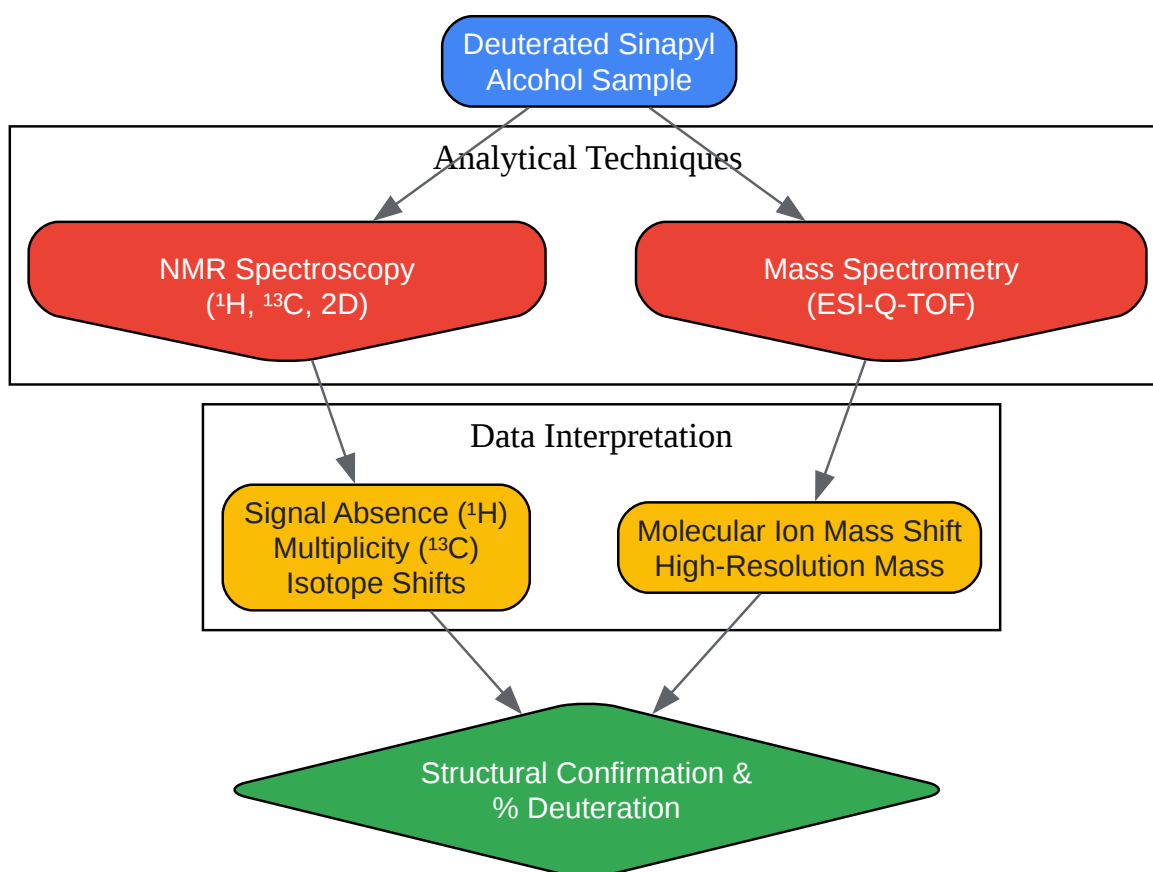 Deuterated Sinapyl
Alcohol Sample
Analytical Techniques
NMR Spectroscopy
(¹H, ¹³C, 2D)
Mass Spectrometry
(ESI-Q-TOF)
Data Interpretation
Signal Absence (¹H)
Multiplicity (¹³C)
Isotope Shifts
Molecular Ion Mass Shift
High-Resolution Mass
Structural Confirmation &
% Deuteration